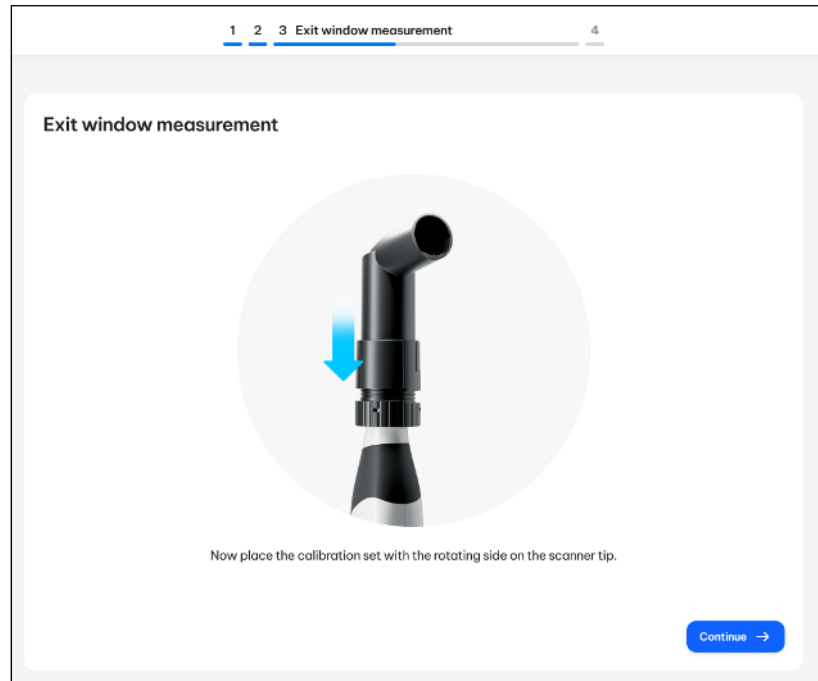 1 2 3 Exit window measurement 4
Exit window measurement
Now place the calibration set with the rotating side on the scanner tip.
Continue →